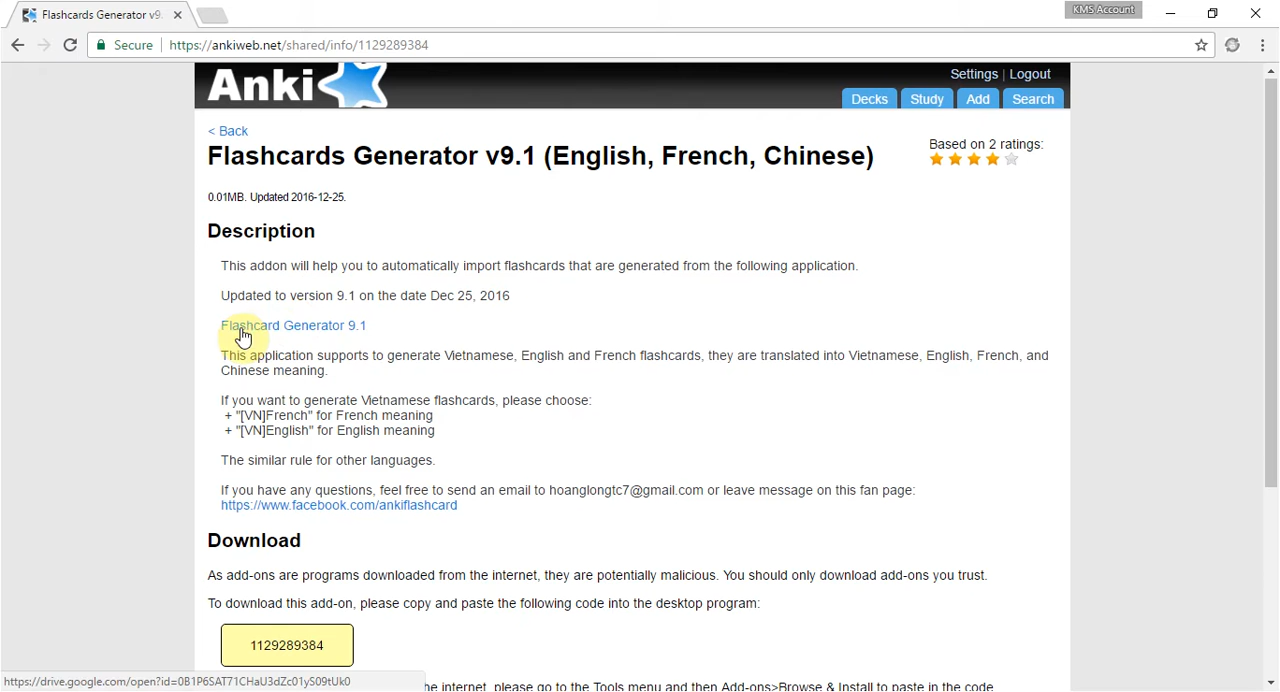 Flashcards Generator v9.
KMS Account
Secure
https://ankiweb.net/shared/info/1129289384
Anki
Settings | Logout
Decks
Study
Add
Search
< Back
Flashcards Generator v9.1 (English, French, Chinese)
Based on 2 ratings:
0.01MB. Updated 2016-12-25.
Description
This addon will help you to automatically import flashcards that are generated from the following application.
Updated to version 9.1 on the date Dec 25, 2016
Flashcard Generator 9.1
This application supports to generate Vietnamese, English and French flashcards, they are translated into Vietnamese, English, French, and
Chinese meaning.
If you want to generate Vietnamese flashcards, please choose:
+ "[VN]French" for French meaning
+ "[VN]English" for English meaning
The similar rule for other languages.
If you have any questions, feel free to send an email to hoanglongtc7@gmail.com or leave message on this fan page:
https://www.facebook.com/ankiflashcard
Download
As add-ons are programs downloaded from the internet, they are potentially malicious. You should only download add-ons you trust.
To download this add-on, please copy and paste the following code into the desktop program:
1129289384
https://drive.google.com/open?id=0B1P6SAT71CHaU3dZc01yS09tUk0
he internet, please go to the Tools menu and then Add-ons>Browse & Install to paste in the code